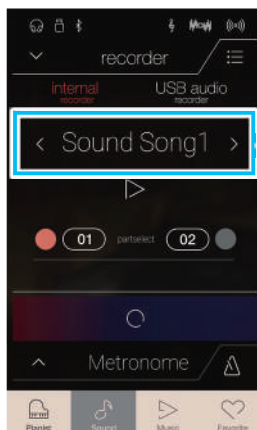 recorder
internal USB audio
recorder recorder
< Sound Song1 >
01 partselect 02
Metronome
Pianist Sound Music Favorite